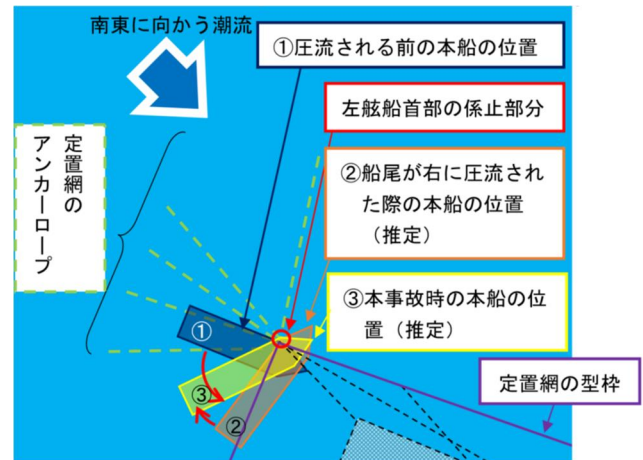 南東に向かう潮流
①圧流される前の本船の位置
左舷船首部の係止部分
定置網の
アンカーロープ
②船尾が右に圧流され
た際の本船の位置
（推定）
③本事故時の本船の位
置（推定）
定置網の型枠
①
③
②